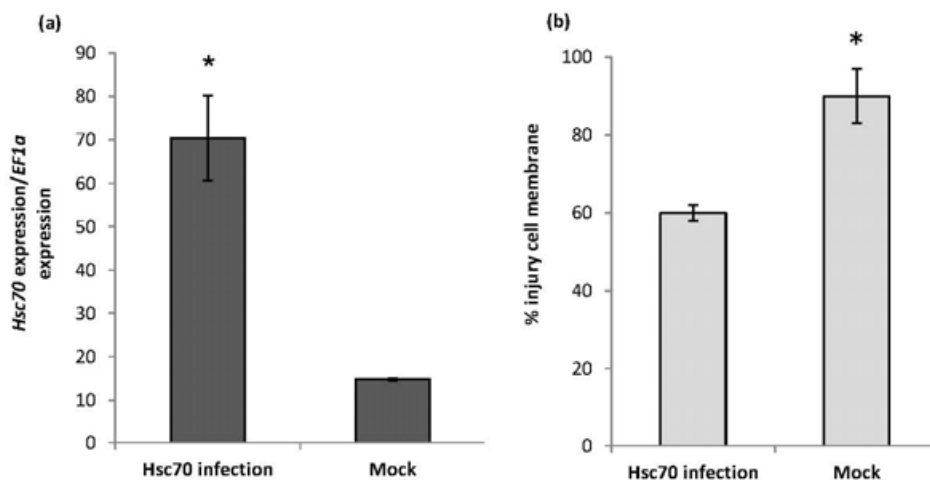 (a)
Hsc70 expression/EF1a
expression
90
80
70
60
50
40
30
20
10
0
*
Hsc70 infection
Mock
(b)
% injury cell membrane
100
80
60
40
20
0
*
Hsc70 infection
Mock